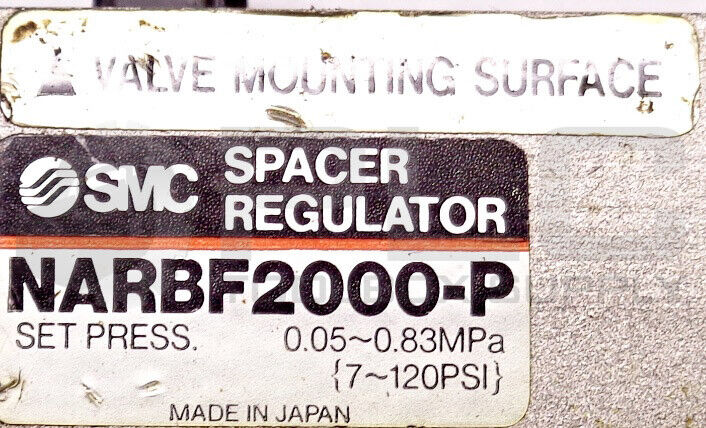 VALVE MOUNTING SURFACE
SMC
SPACER
REGULATOR
NARBF2000-P
SET PRESS. 0.05~0.83MPa
{7~120PSI}
MADE IN JAPAN